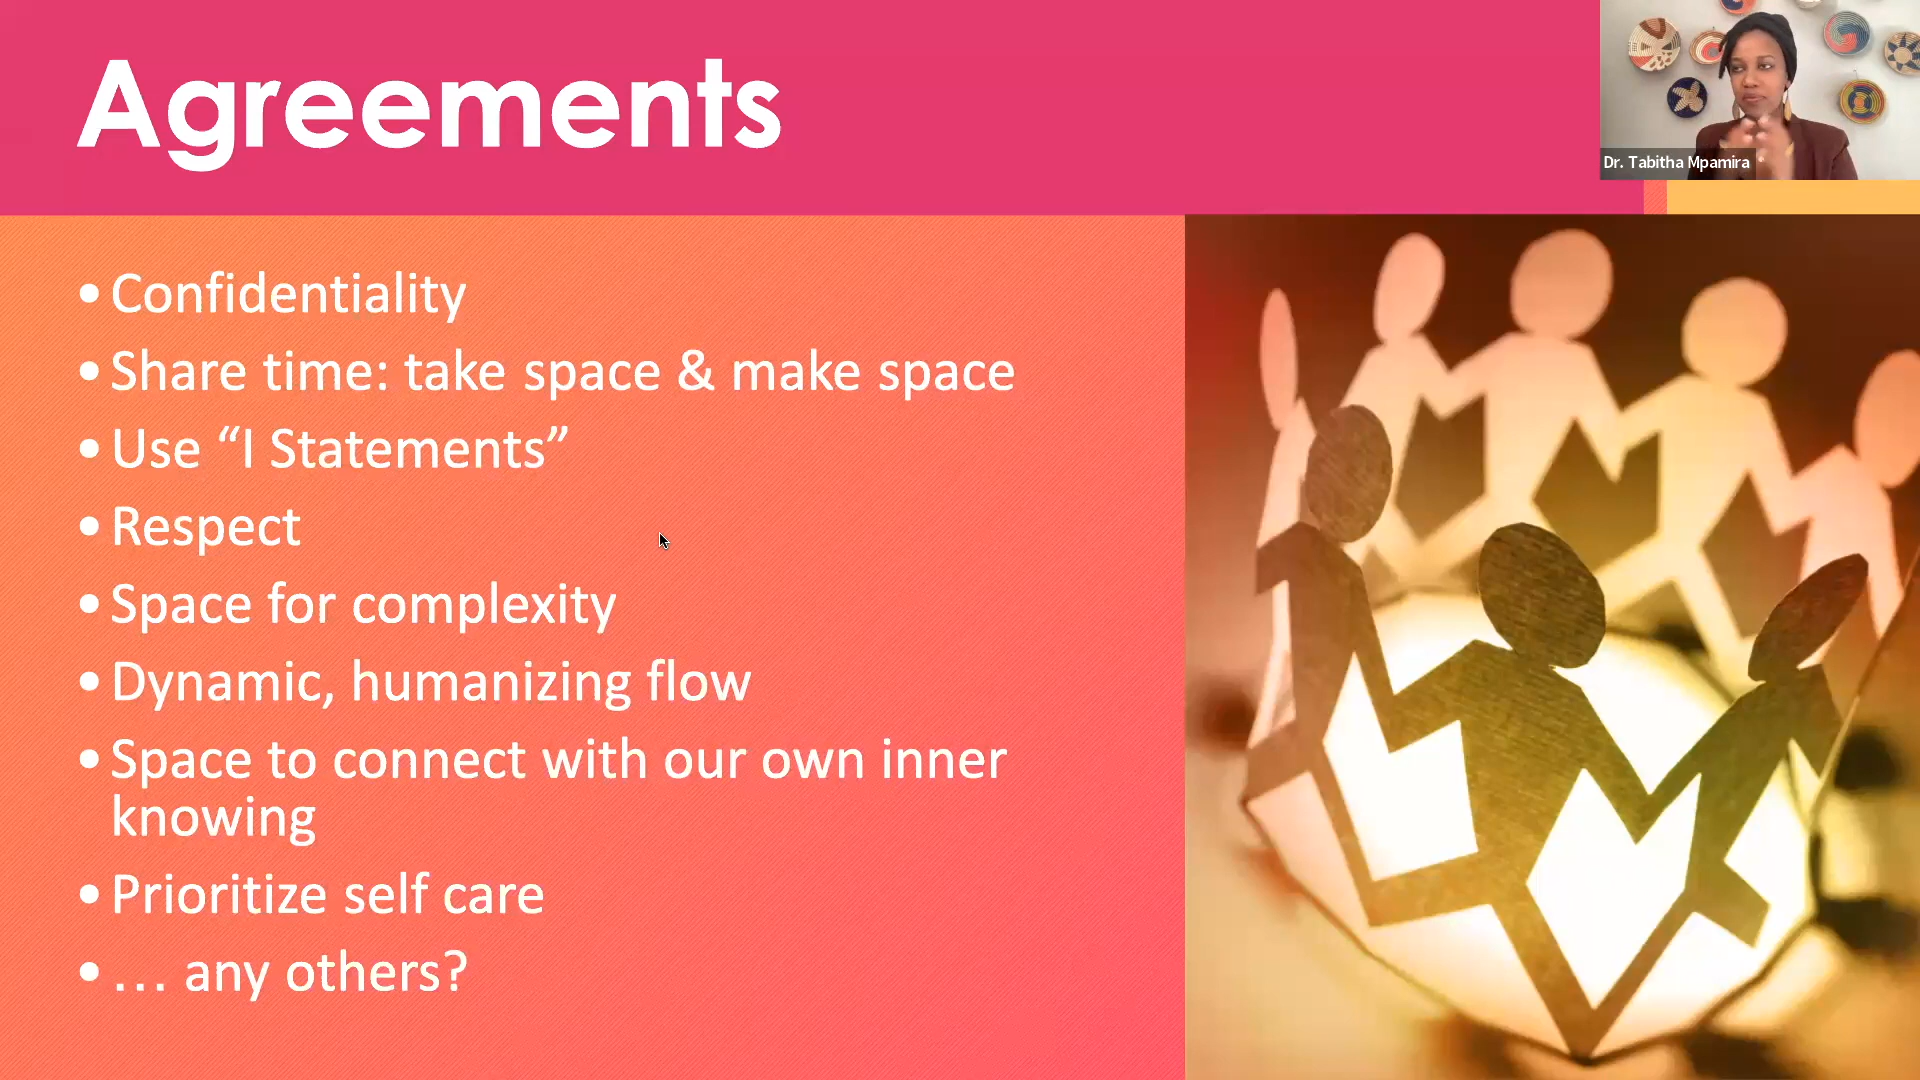 Agreements
Dr. Tabitha Mpamira
• Confidentiality
• Share time: take space & make space
• Use “I Statements”
• Respect
• Space for complexity
• Dynamic, humanizing flow
• Space to connect with our own inner
knowing
• Prioritize self care
• … any others?